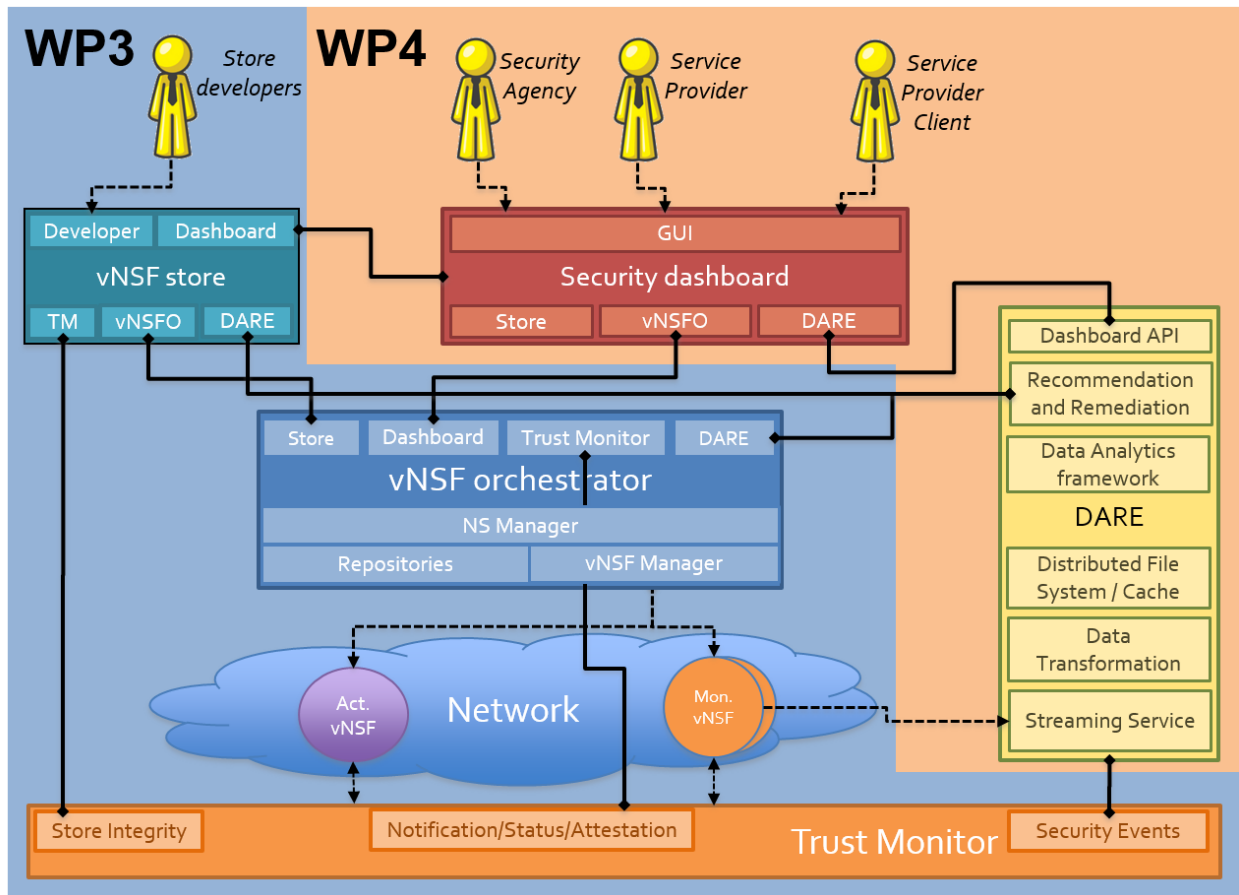 WP3
Store
developers
WP4
Security
Agency
Service
Provider
Service
Provider
Client
Developer
Dashboard
vNSF store
TM
vNSFO
DARE
GUI
Security dashboard
Store
vNSFO
DARE
Dashboard API
Recommendation
and Remediation
Data Analytics
framework
DARE
Distributed File
System / Cache
Data
Transformation
Streaming Service
Store
Dashboard
Trust Monitor
DARE
vNSF orchestrator
NS Manager
Repositories
vNSF Manager
Act.
vNSF
Network
Mon.
vNSF
Store Integrity
Notification/Status/Attestation
Trust Monitor
Security Events